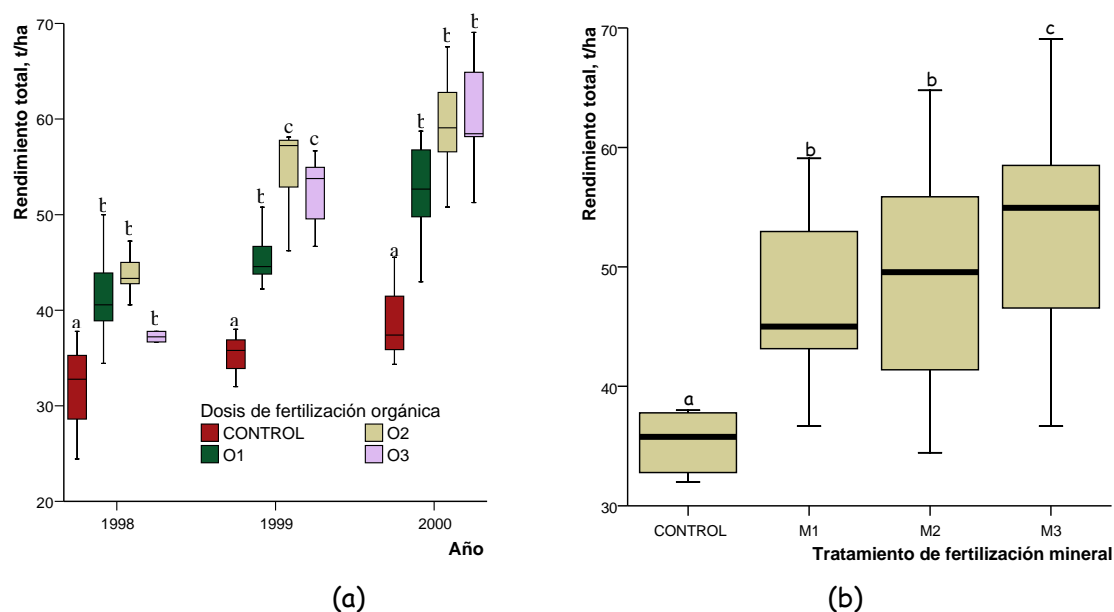 Rendimiento total, t/ha
70
60
50
40
30
20
a
b
b
b
a
b
c
c
a
b
b
b
Dosis de fertilización orgánica
CONTROL
O2
O1
O3
1998
1999
2000
Año
(a)
Rendimiento total, t/ha
70
60
50
40
30
a
b
b
c
CONTROL
M1
M2
M3
Tratamiento de fertilización mineral
(b)